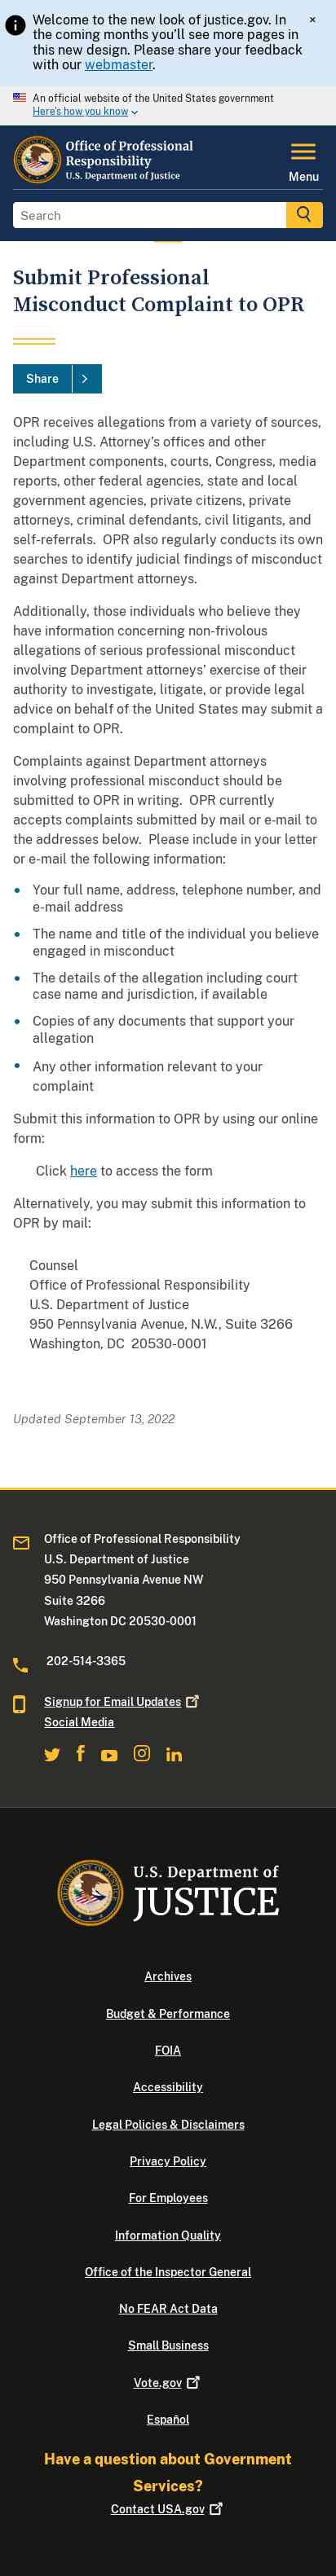 Welcome to the new look of justice.gov. In
the coming months you'll see more pages in
this new design. Please share your feedback
with our webmaster.
×
An official website of the United States government
Here's how you know
Office of Professional
Responsibility
U.S. Department of Justice
Menu
Search
Submit Professional
Misconduct Complaint to OPR
Share
OPR receives allegations from a variety of sources,
including U.S. Attorney's offices and other
Department components, courts, Congress, media
reports, other federal agencies, state and local
government agencies, private citizens, private
attorneys, criminal defendants, civil litigants, and
self-referrals.  OPR also regularly conducts its own
searches to identify judicial findings of misconduct
against Department attorneys.
Additionally, those individuals who believe they
have information concerning non-frivolous
allegations of serious professional misconduct
involving Department attorneys' exercise of their
authority to investigate, litigate, or provide legal
advice on behalf of the United States may submit a
complaint to OPR.
Complaints against Department attorneys
involving professional misconduct should be
submitted to OPR in writing.  OPR currently
accepts complaints submitted by mail or e-mail to
the addresses below.  Please include in your letter
or e-mail the following information:
• Your full name, address, telephone number, and
e-mail address
• The name and title of the individual you believe
engaged in misconduct
• The details of the allegation including court
case name and jurisdiction, if available
• Copies of any documents that support your
allegation
• Any other information relevant to your
complaint
Submit this information to OPR by using our online
form:
Click here to access the form
Alternatively, you may submit this information to
OPR by mail:
Counsel
Office of Professional Responsibility
U.S. Department of Justice
950 Pennsylvania Avenue, N.W., Suite 3266
Washington, DC  20530-0001
Updated September 13, 2022
Office of Professional Responsibility
U.S. Department of Justice
950 Pennsylvania Avenue NW
Suite 3266
Washington DC 20530-0001
202-514-3365
Signup for Email Updates
Social Media
U.S. Department of
JUSTICE
Archives
Budget & Performance
FOIA
Accessibility
Legal Policies & Disclaimers
Privacy Policy
For Employees
Information Quality
Office of the Inspector General
No FEAR Act Data
Small Business
Vote.gov
Español
Have a question about Government
Services?
Contact USA.gov